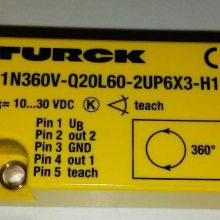 TURCK
1N360V-Q20L60-2UP6X3-H1
= 10...30 VDC K teach
Pin 1 UB
Pin 2 out 2
Pin 3 GND
Pin 4 out 1
Pin 5 teach
360°